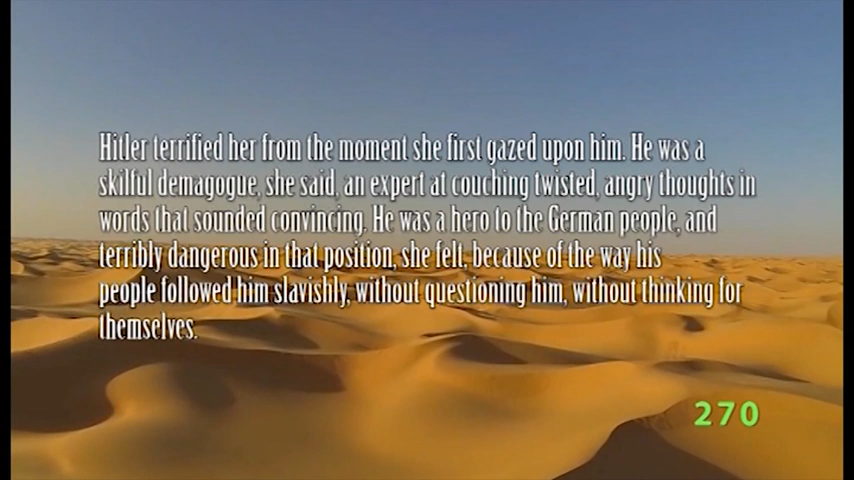 Hitler terrified her from the moment she first gazed upon him. He was a
skilful demagogue, she said, an expert at couching twisted, angry thoughts in
words that sounded convincing. He was a hero to the German people, and
terribly dangerous in that position, she felt, because of the way his
people followed him slavishly, without questioning him, without thinking for
themselves.
270